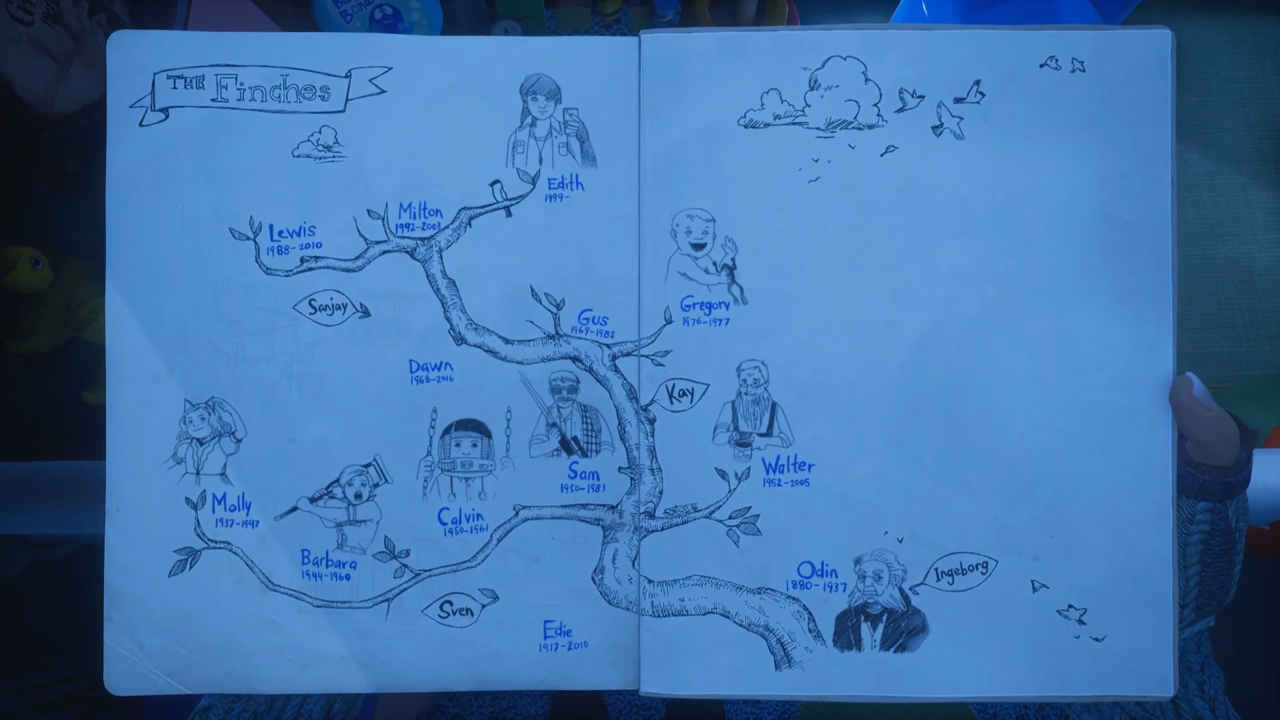 THE Finches
Edith
1999-
Milton
1992-2003
Lewis
1988-2010
Sanjay
Gregory
1976-1977
Gus
1969-1982
Dawn
1968-2016
Kay
Sam
1950-1983
Walter
1952-2005
Molly
1937-1947
Calvin
1950-1961
Barbara
1944-1960
Sven
Odin
1880-1937
Ingeborg
Edie
1917-2010